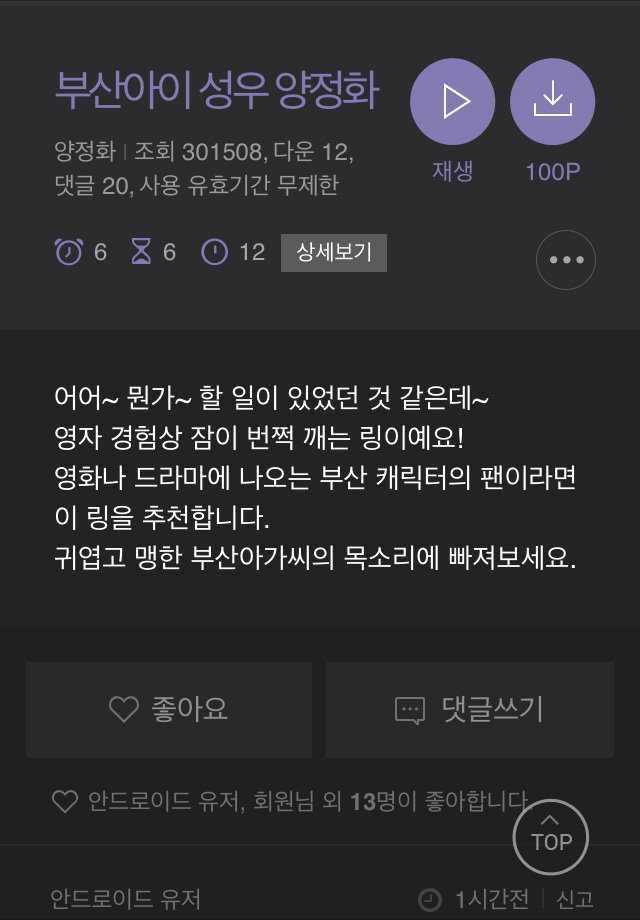 부산아이 성우 양정화
양정화 | 조회 301508, 다운 12,
댓글 20, 사용 유효기간 무제한
재생
100P
6 6 12 상세보기
어어~ 뭔가~ 할 일이 있었던 것 같은데~
영자 경험상 잠이 번쩍 깨는 링이예요!
영화나 드라마에 나오는 부산 캐릭터의 팬이라면
이 링을 추천합니다.
귀엽고 맹한 부산아가씨의 목소리에 빠져보세요.
좋아요
댓글쓰기
안드로이드 유저, 회원님 외 13명이 좋아합니다.
TOP
안드로이드 유저
1시간전 | 신고